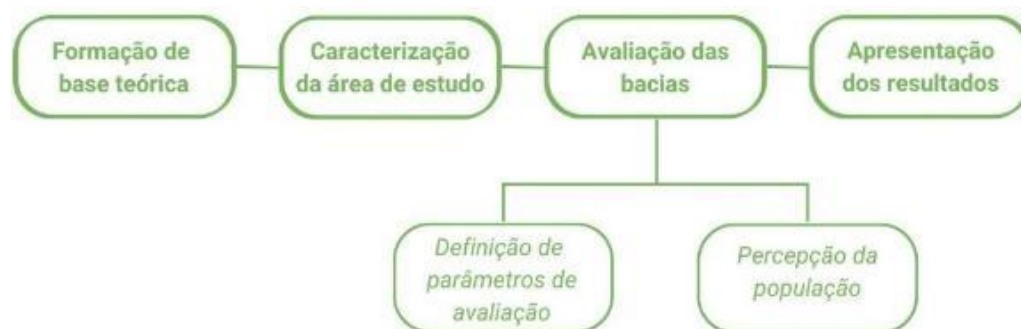 Formação de
base teórica
Caracterização
da área de estudo
Avaliação das
bacias
Apresentação
dos resultados
Definição de
parâmetros de
avaliação
Percepção da
população